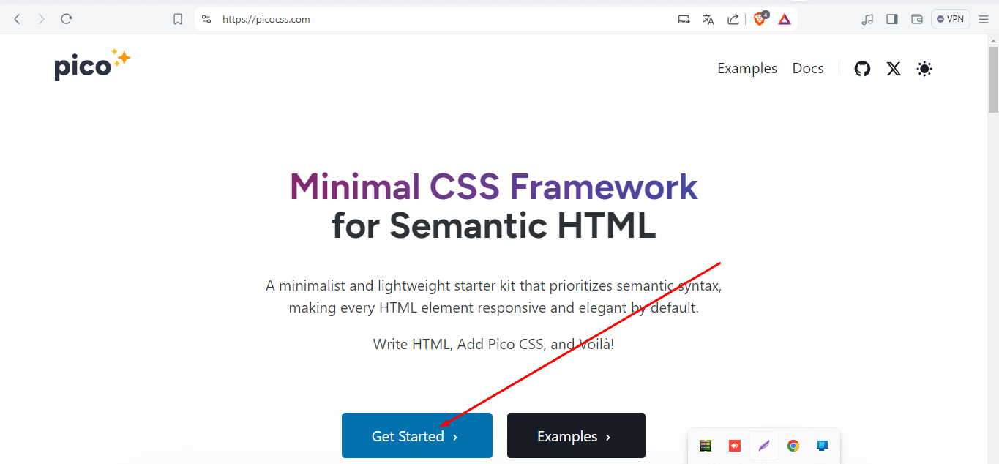 https://picocss.com
4
VPN
pico
Examples
Docs
Minimal CSS Framework
for Semantic HTML
A minimalist and lightweight starter kit that prioritizes semantic syntax,
making every HTML element responsive and elegant by default.
Write HTML, Add Pico CSS, and Voilà!
Get Started ›
Examples ›